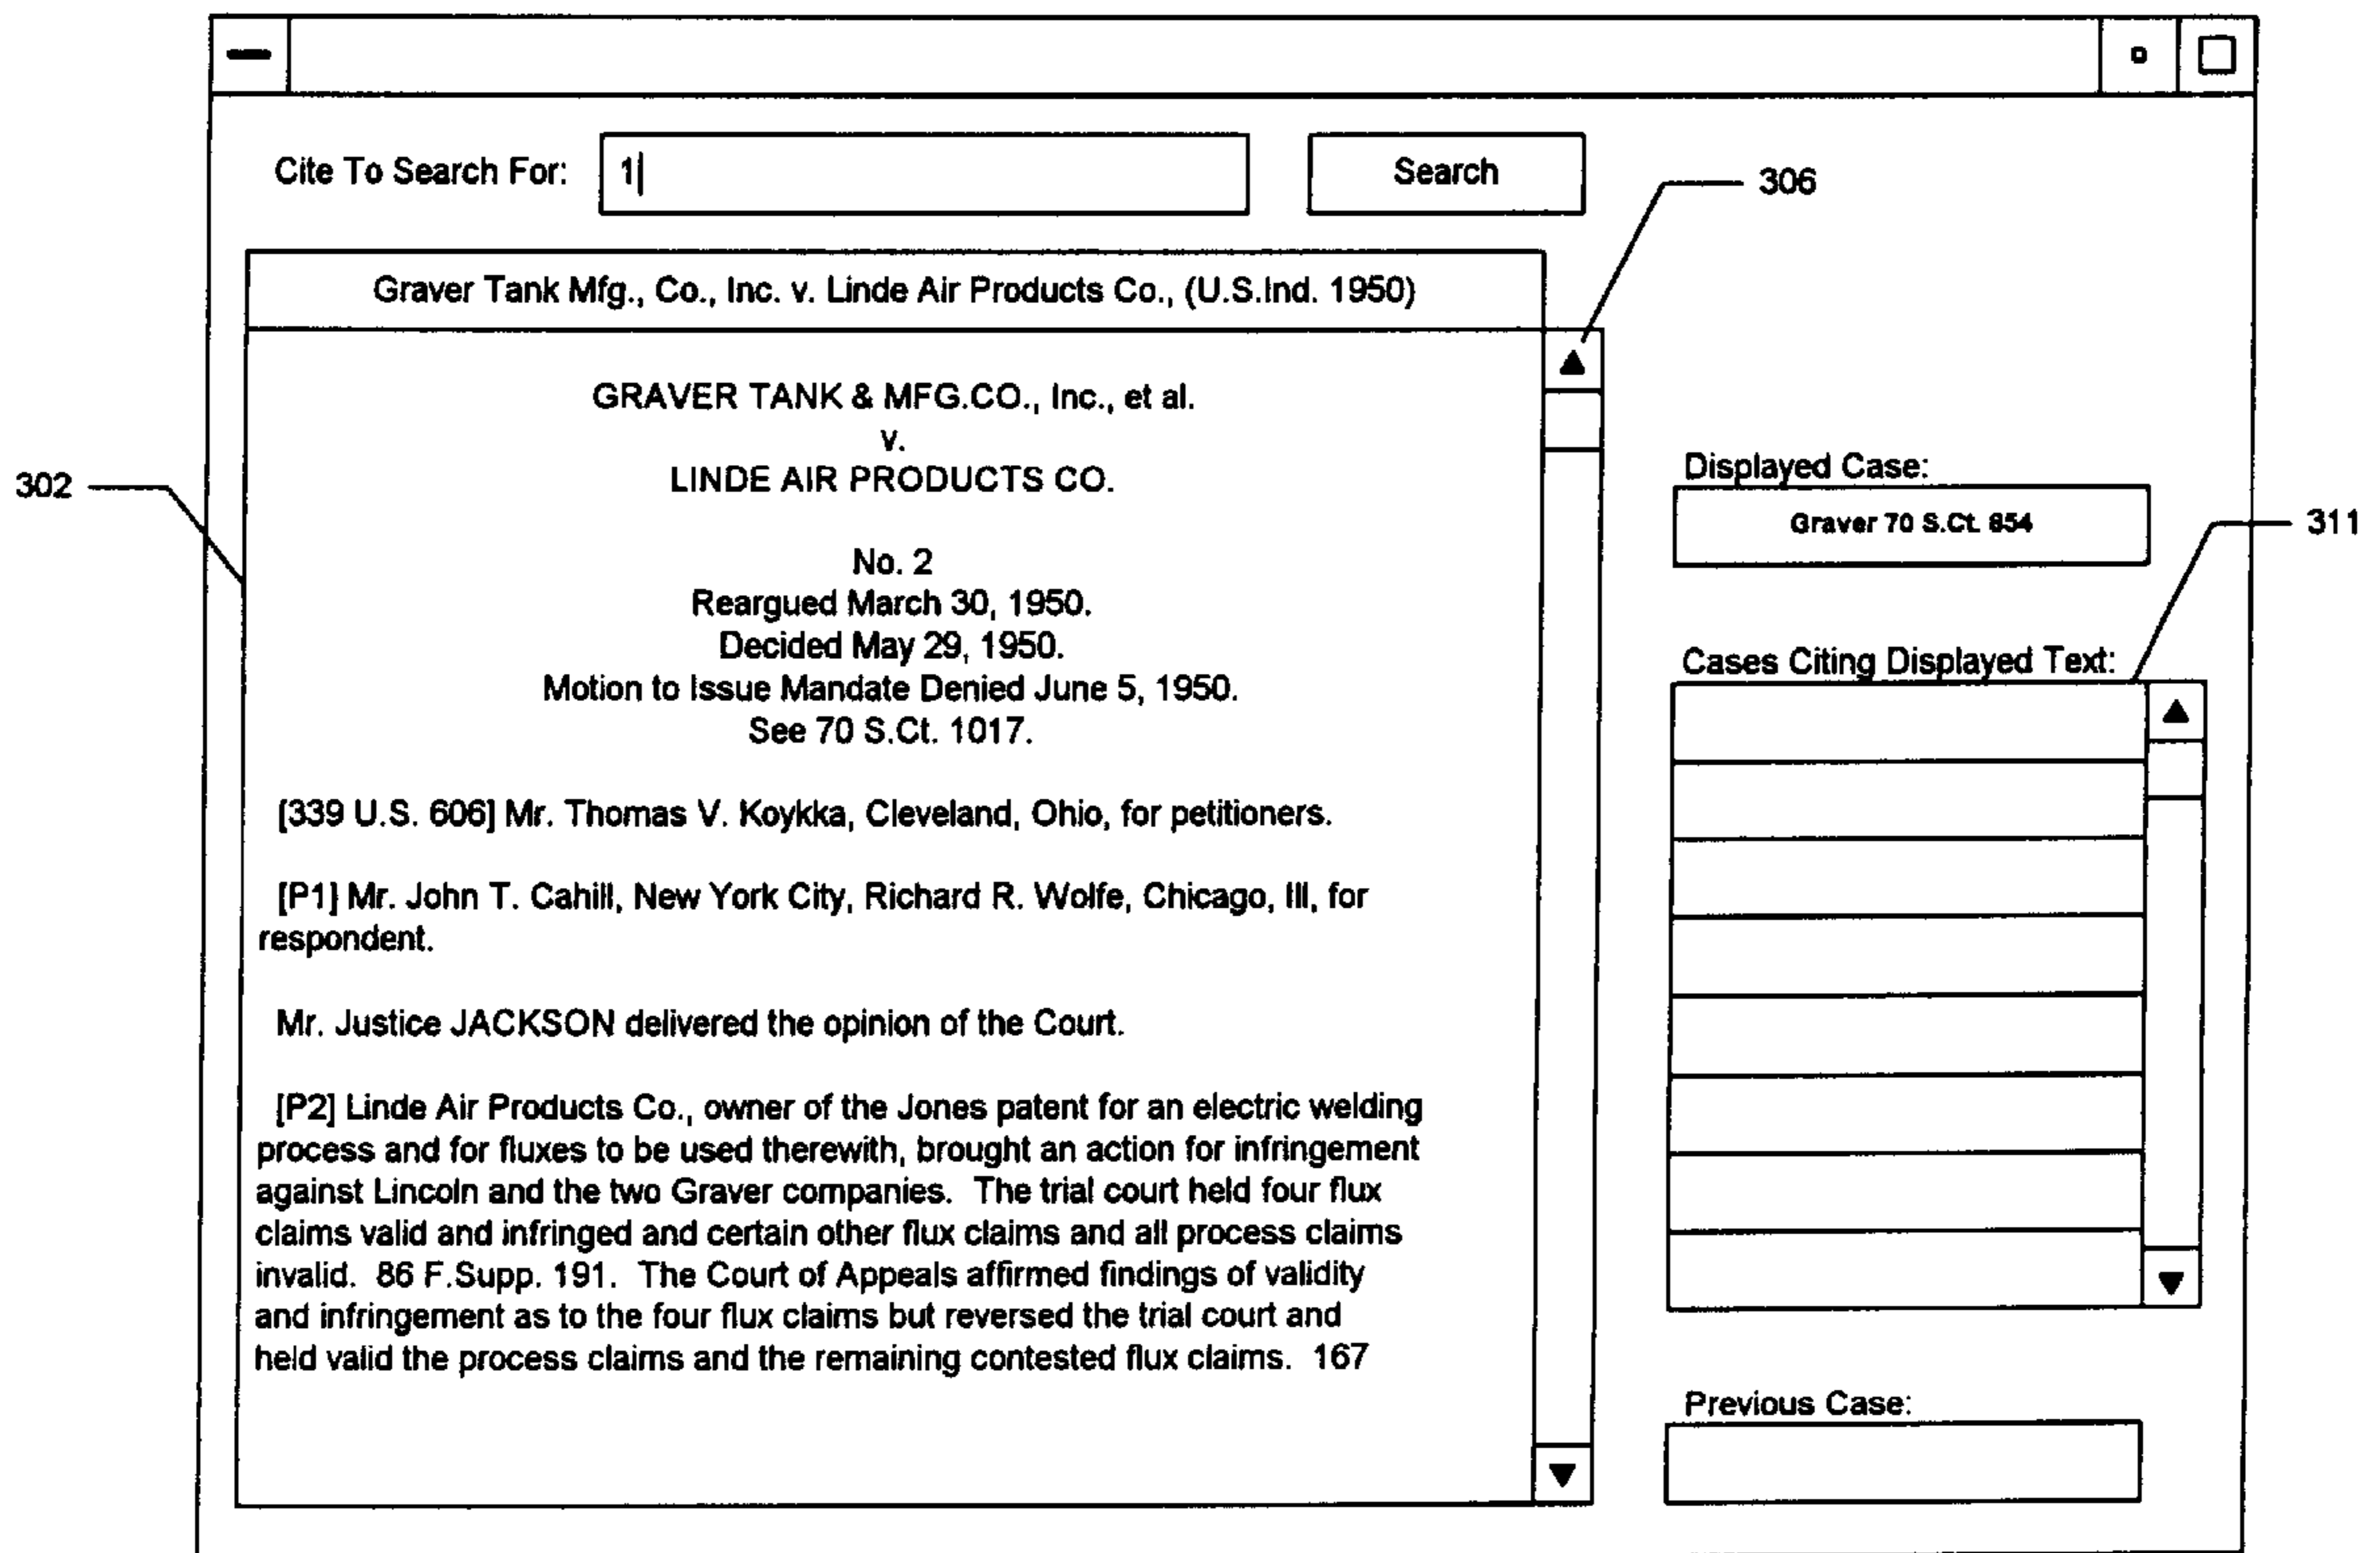 Cite To Search For: 1 Search
306
Graver Tank Mfg., Co., Inc. v. Linde Air Products Co., (U.S.Ind. 1950)
GRAVER TANK & MFG.CO., Inc., et al.
v.
LINDE AIR PRODUCTS CO.
302
No. 2
Reargued March 30, 1950.
Decided May 29, 1950.
Motion to Issue Mandate Denied June 5, 1950.
See 70 S.Ct. 1017.
[339 U.S. 606] Mr. Thomas V. Koykka, Cleveland, Ohio, for petitioners.
[P1] Mr. John T. Cahill, New York City, Richard R. Wolfe, Chicago, Ill, for
respondent.
Mr. Justice JACKSON delivered the opinion of the Court.
[P2] Linde Air Products Co., owner of the Jones patent for an electric welding
process and for fluxes to be used therewith, brought an action for infringement
against Lincoln and the two Graver companies. The trial court held four flux
claims valid and infringed and certain other flux claims and all process claims
invalid. 86 F.Supp. 191. The Court of Appeals affirmed findings of validity
and infringement as to the four flux claims but reversed the trial court and
held valid the process claims and the remaining contested flux claims. 167
Displayed Case:
Graver 70 S.Ct. 854
311
Cases Citing Displayed Text:
Previous Case: